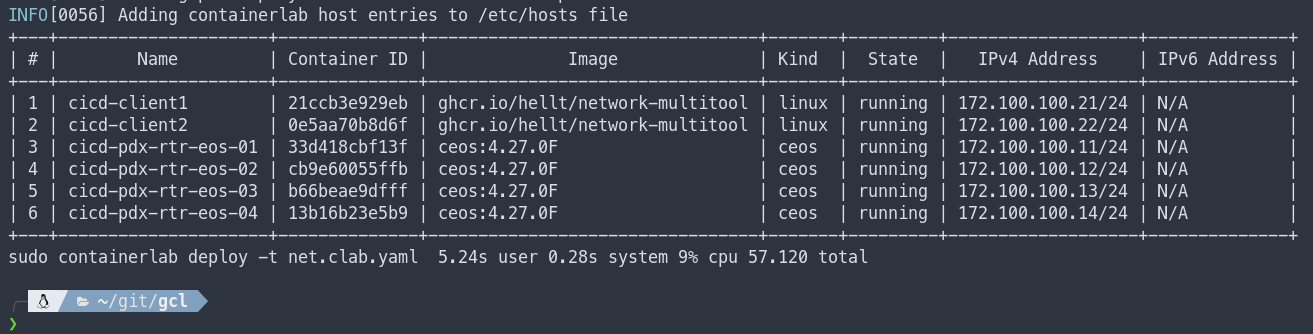 INFO[0056] Adding containerlab host entries to /etc/hosts file
+---+----------------------+--------------+---------------------------------+-------+---------+-------------------+--------------+
| # |        Name          | Container ID |              Image              | Kind  |  State  |   IPv4 Address    | IPv6 Address |
+---+----------------------+--------------+---------------------------------+-------+---------+-------------------+--------------+
| 1 | cicd-client1         | 21ccb3e929eb | ghcr.io/hellt/network-multitool | linux | running | 172.100.100.21/24 | N/A          |
| 2 | cicd-client2         | 0e5aa70b8d6f | ghcr.io/hellt/network-multitool | linux | running | 172.100.100.22/24 | N/A          |
| 3 | cicd-pdx-rtr-eos-01 | 33d418cbf13f | ceos:4.27.0F                    | ceos  | running | 172.100.100.11/24 | N/A          |
| 4 | cicd-pdx-rtr-eos-02 | cb9e60055ffb | ceos:4.27.0F                    | ceos  | running | 172.100.100.12/24 | N/A          |
| 5 | cicd-pdx-rtr-eos-03 | b66beae9dfff | ceos:4.27.0F                    | ceos  | running | 172.100.100.13/24 | N/A          |
| 6 | cicd-pdx-rtr-eos-04 | 13b16b23e5b9 | ceos:4.27.0F                    | ceos  | running | 172.100.100.14/24 | N/A          |
+---+----------------------+--------------+---------------------------------+-------+---------+-------------------+--------------+
sudo containerlab deploy -t net.clab.yaml  5.24s user 0.28s system 9% cpu 57.120 total
~/git/gcl
❯